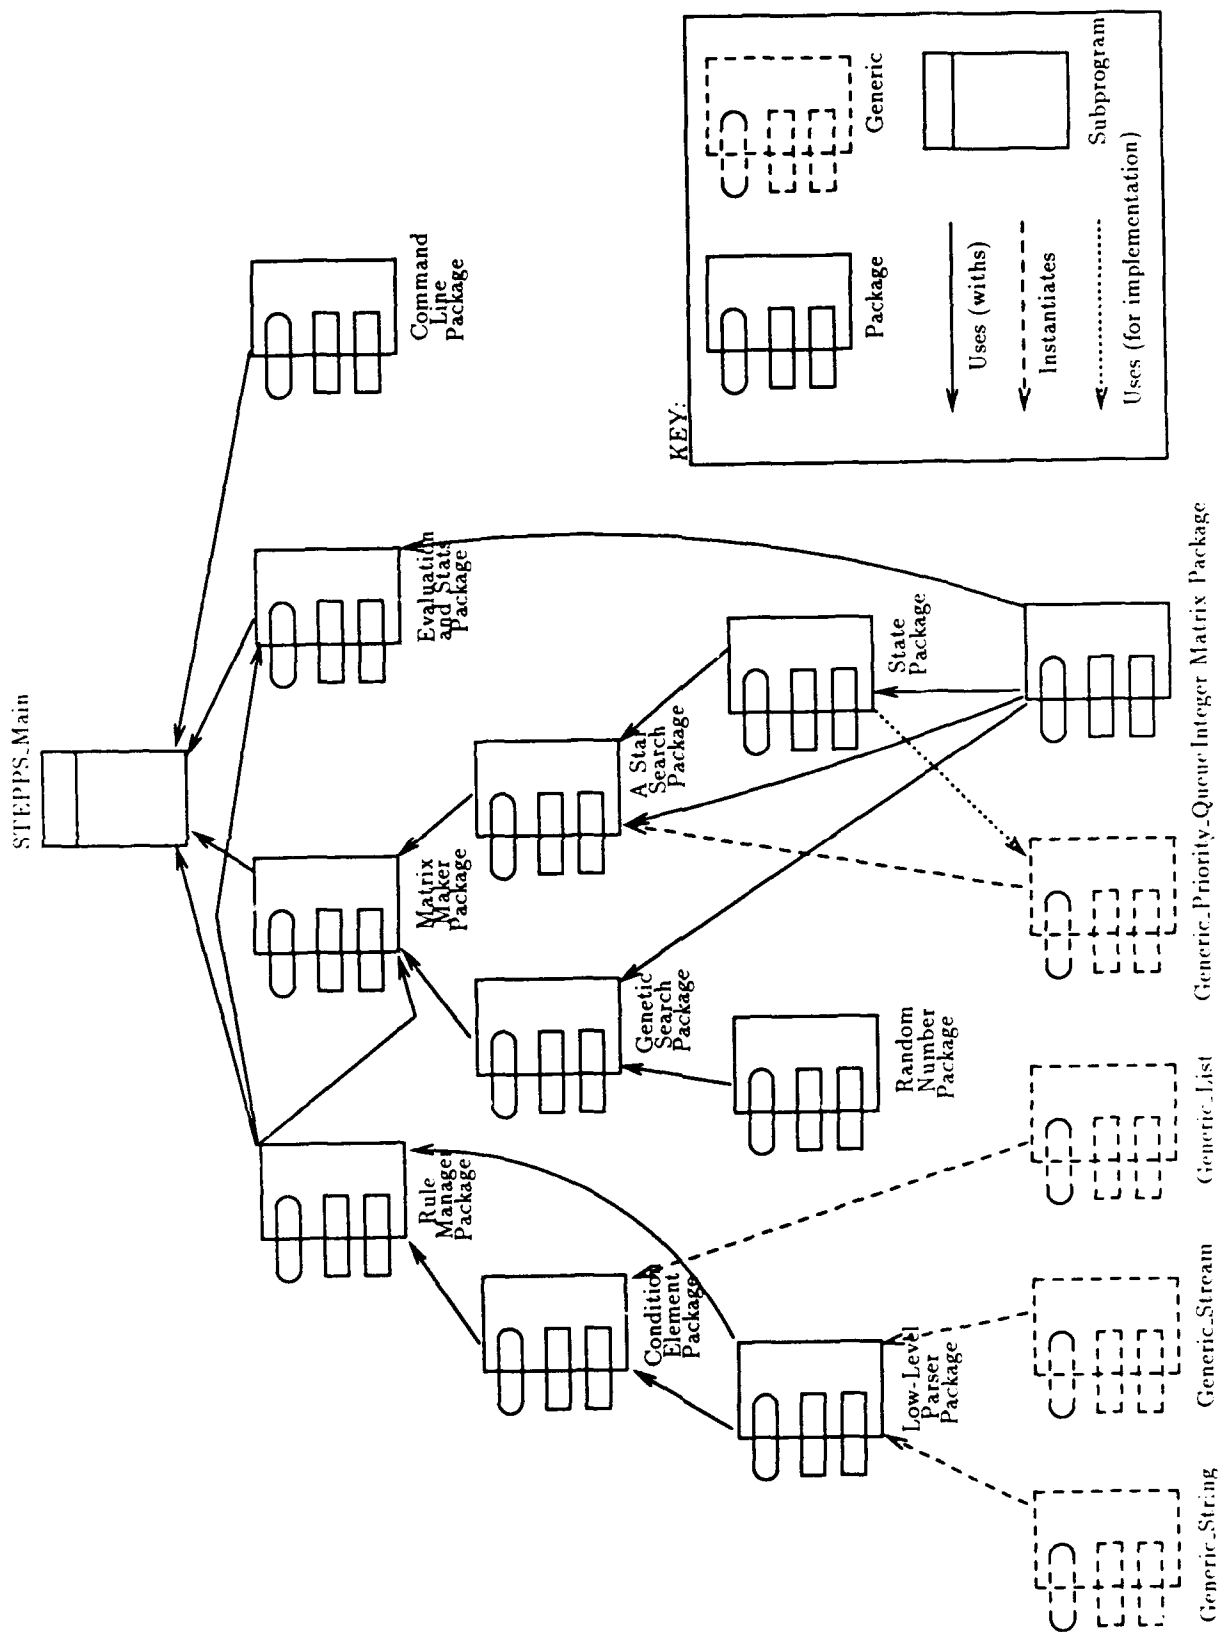 STEPPS_Main
Rule
Manager
Package
Matrix
Maker
Package
Evaluation
and Stats
Package
Command
Line
Package
Condition
Element
Package
Genetic
Search
Package
A Star
Search
Package
Low-Level
Parser
Package
Random
Number
Package
State
Package
Generic_String
Generic_Stream
Generic_List
Generic_Priority_Queue
Integer Matrix Package
KEY:
Package
Generic
Uses (withs)
Instantiates
Uses (for implementation)
Subprogram